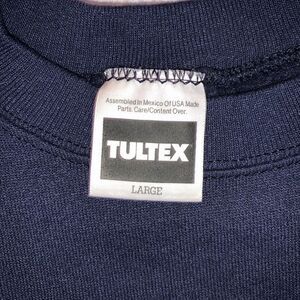 Assembled In Mexico Of USA Made
Parts. Care/Content Over.
TULTEX
LARGE